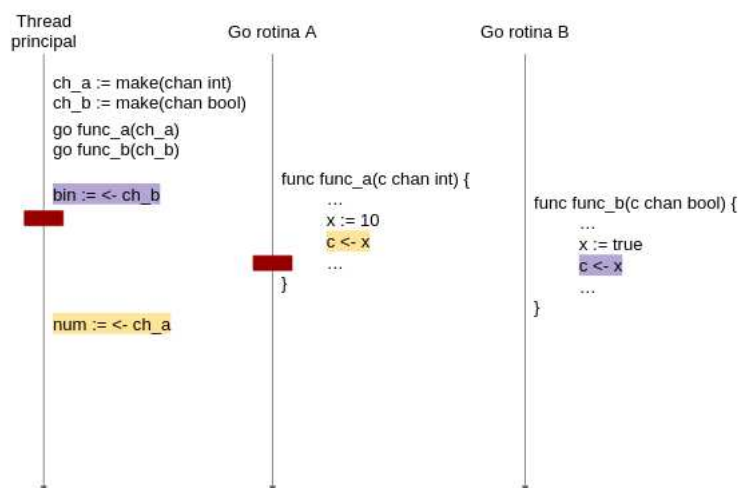 Thread
principal
ch_a := make(chan int)
ch_b := make(chan bool)
go func_a(ch_a)
go func_b(ch_b)
bin := <- ch_b
num := <- ch_a
Go rotina A
func func_a(c chan int) {
...
x := 10
c <- x
...
}
Go rotina B
func func_b(c chan bool) {
...
x := true
c <- x
...
}